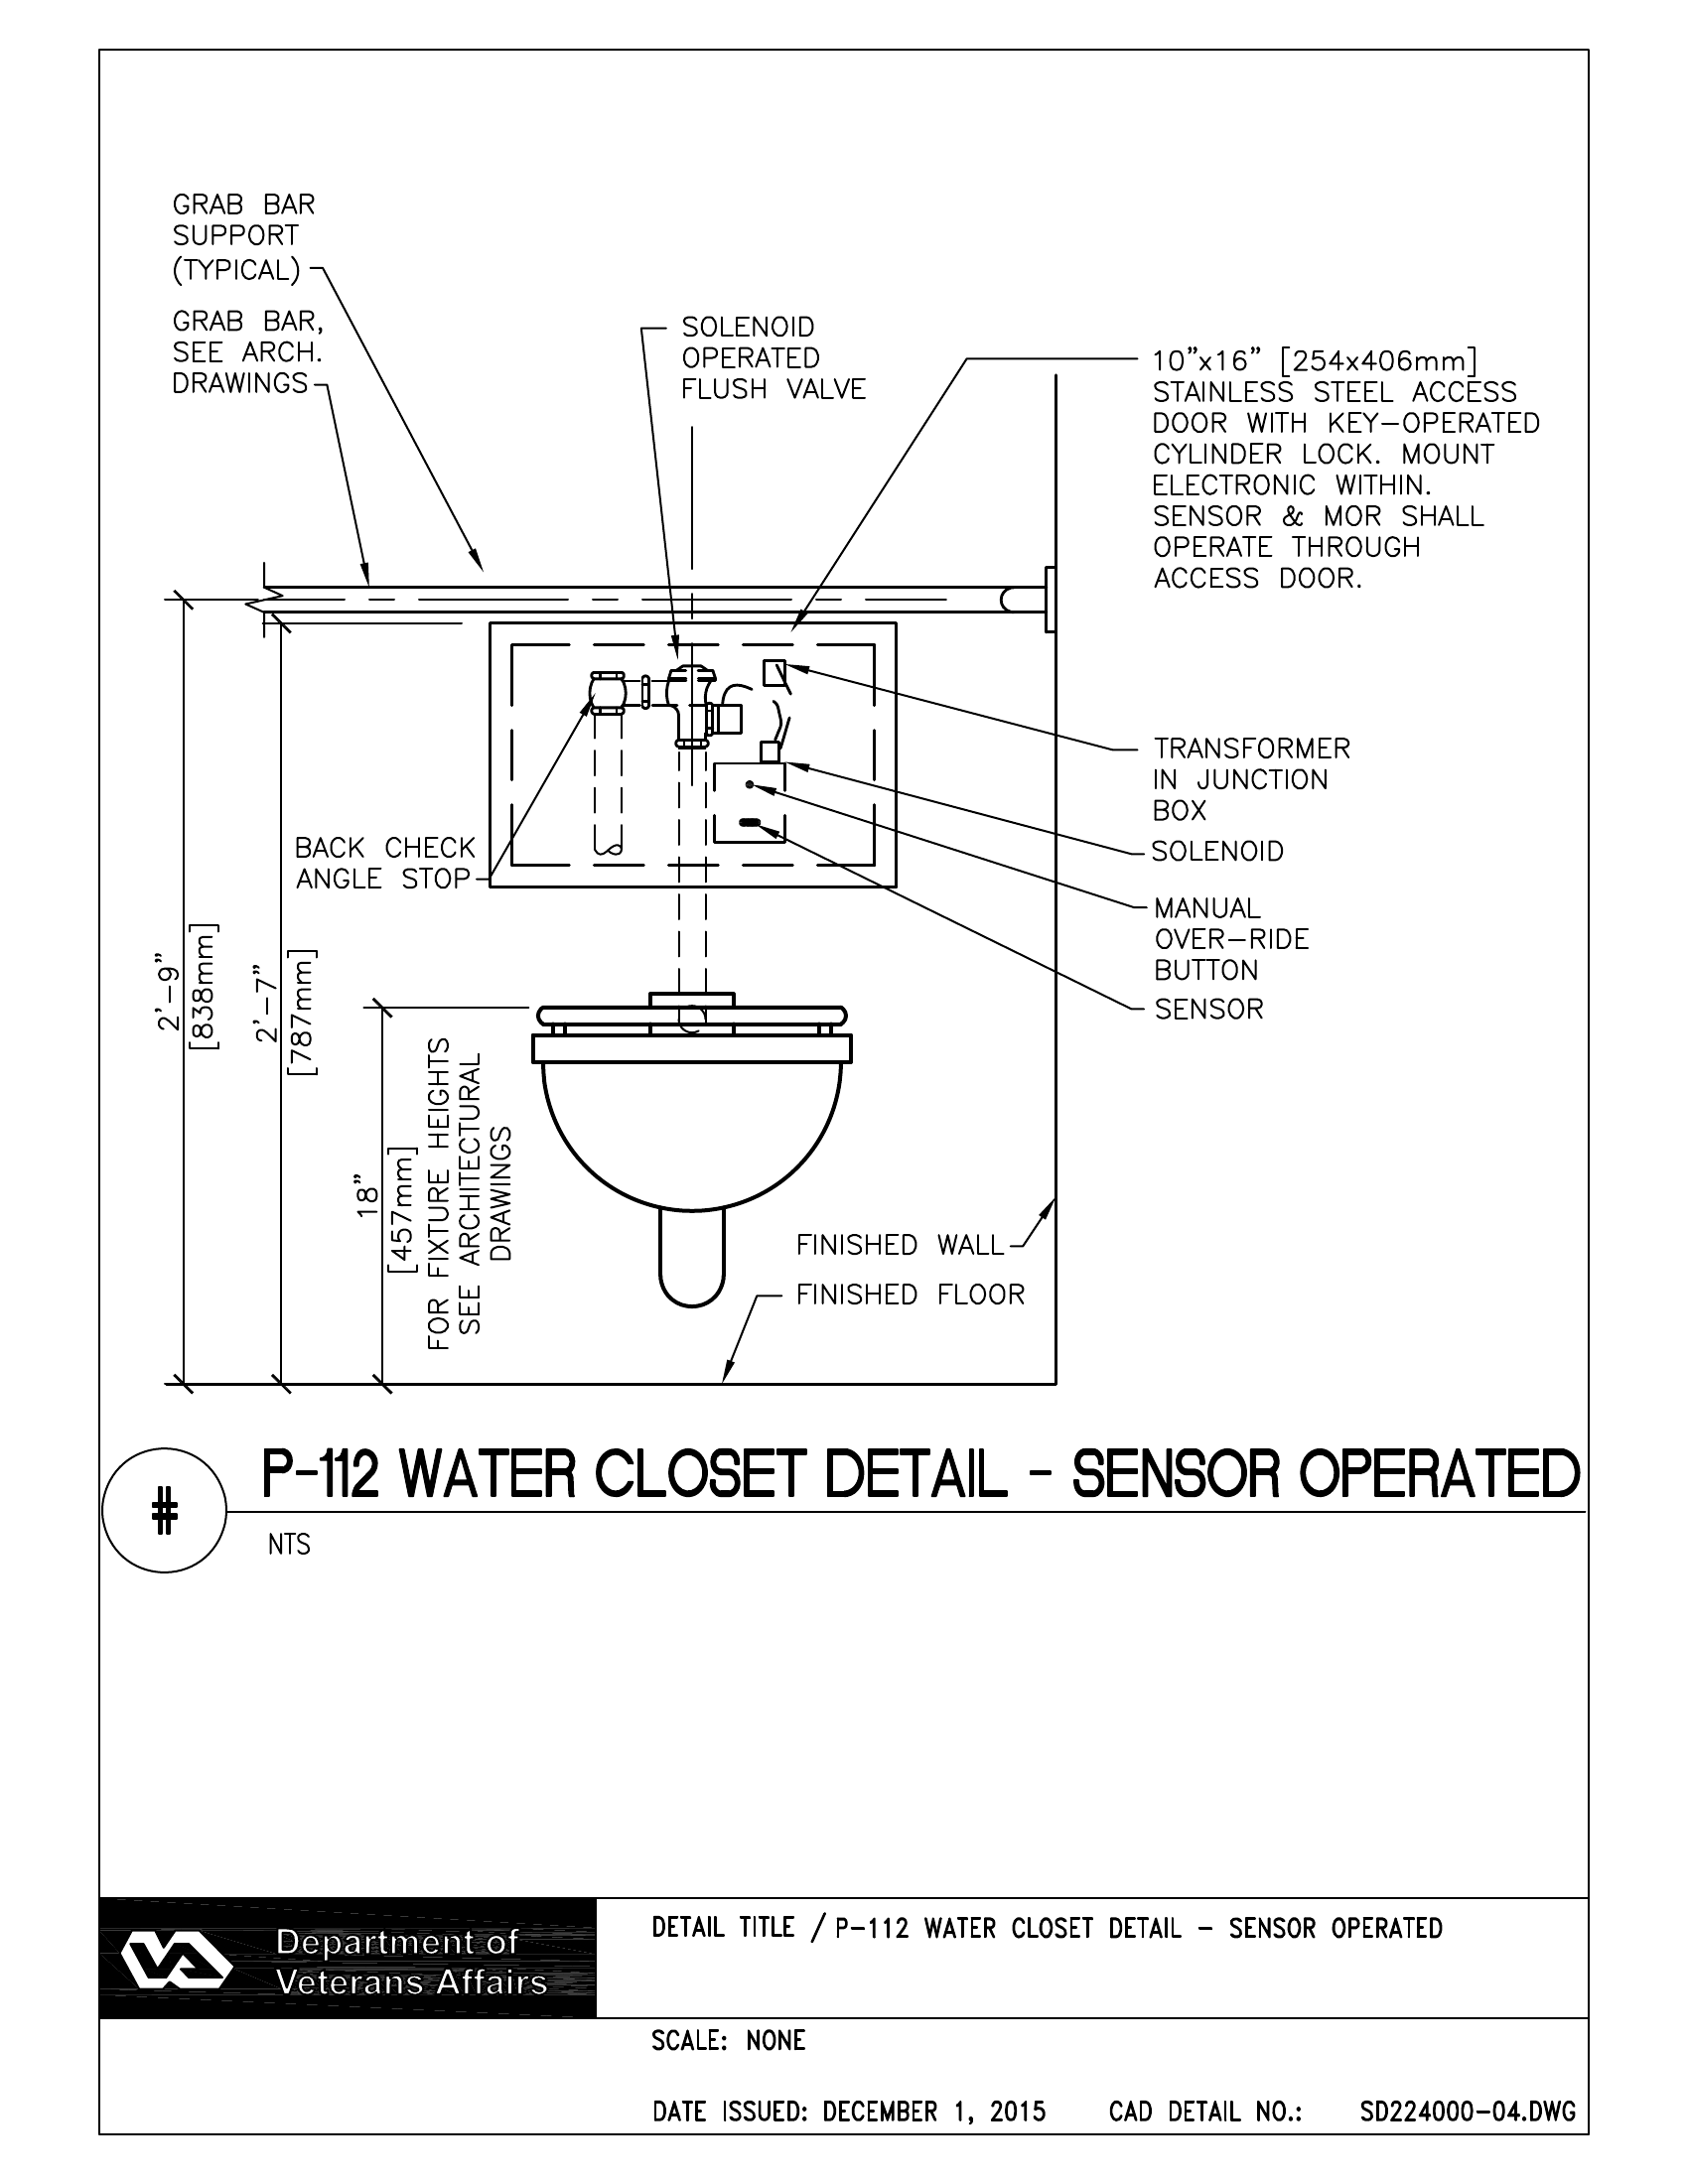 GRAB BAR
SUPPORT
(TYPICAL)
GRAB BAR,
SEE ARCH.
DRAWINGS
SOLENOID
OPERATED
FLUSH VALVE
10”x16” [254x406mm]
STAINLESS STEEL ACCESS
DOOR WITH KEY-OPERATED
CYLINDER LOCK. MOUNT
ELECTRONIC WITHIN.
SENSOR & MOR SHALL
OPERATE THROUGH
ACCESS DOOR.
TRANSFORMER
IN JUNCTION
BOX
BACK CHECK
ANGLE STOP
SOLENOID
MANUAL
OVER-RIDE
BUTTON
SENSOR
2’-9”
[838mm]
2’-7”
[787mm]
18”
[457mm]
FOR FIXTURE HEIGHTS
SEE ARCHITECTURAL
DRAWINGS
FINISHED WALL
FINISHED FLOOR
# P-112 WATER CLOSET DETAIL - SENSOR OPERATED
NTS
Department of
Veterans Affairs
DETAIL TITLE / P-112 WATER CLOSET DETAIL - SENSOR OPERATED
SCALE: NONE
DATE ISSUED: DECEMBER 1, 2015 CAD DETAIL NO.: SD224000-04.DWG